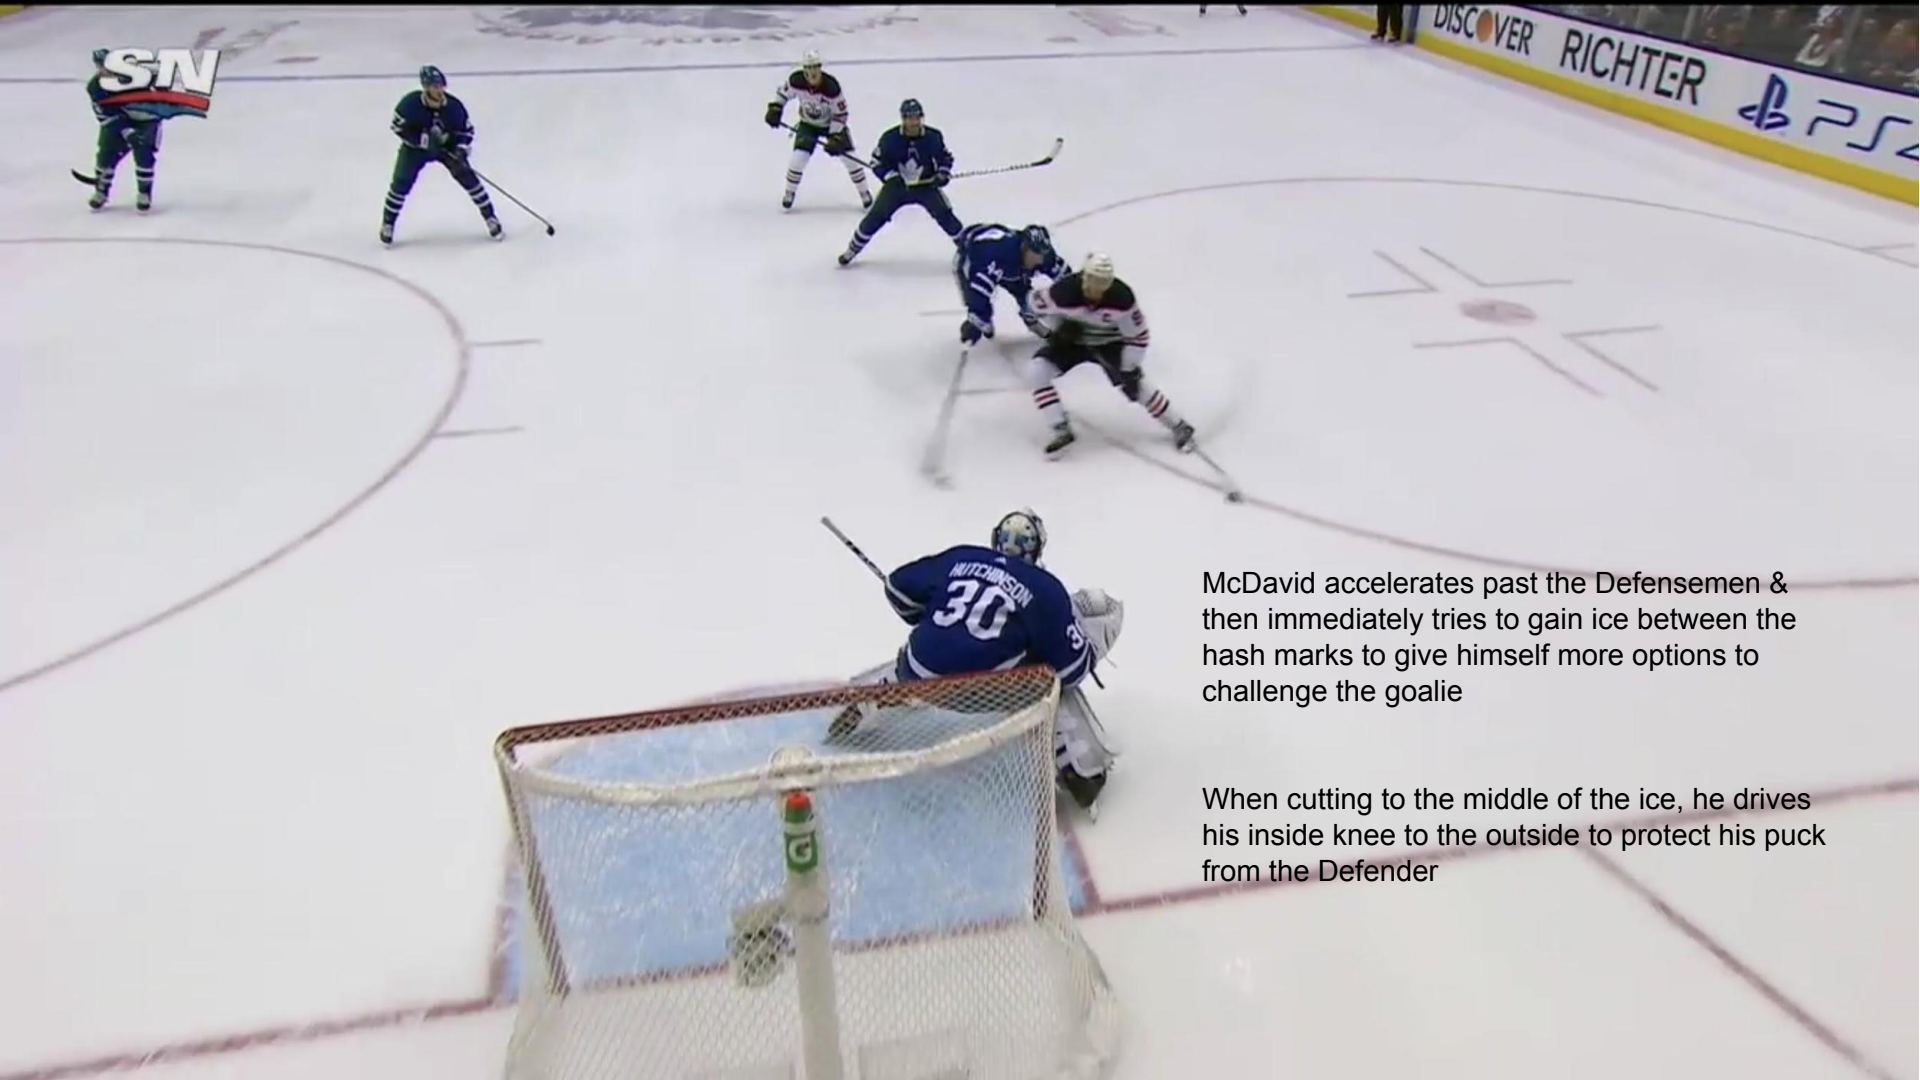 SN
DISCOVER
RICHTER
PS4
44
HUTCHINSON
30
G
McDavid accelerates past the Defensemen &
then immediately tries to gain ice between the
hash marks to give himself more options to
challenge the goalie
When cutting to the middle of the ice, he drives
his inside knee to the outside to protect his puck
from the Defender